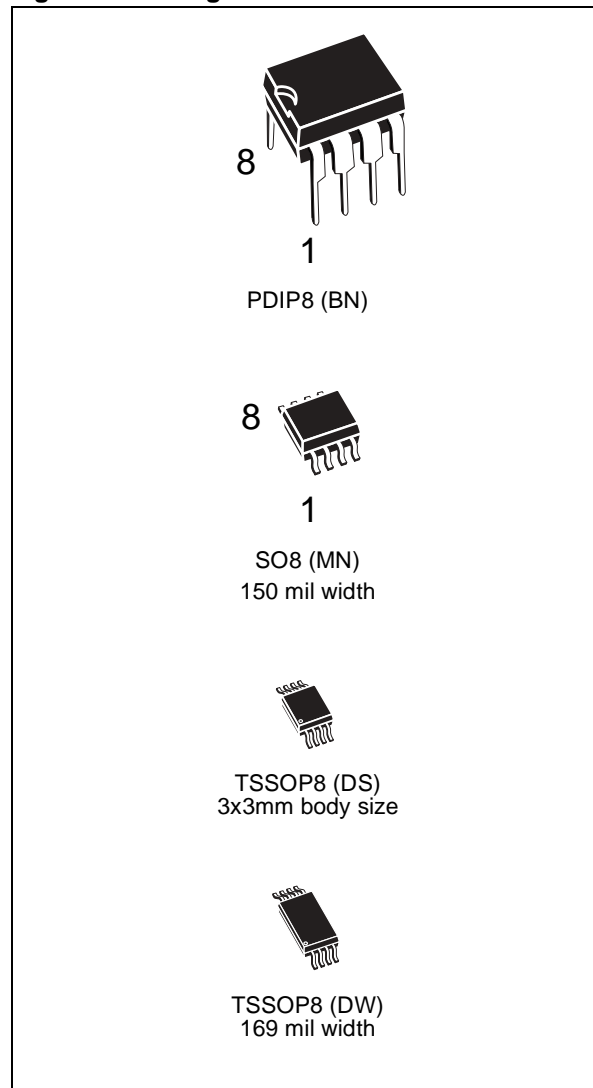 8
1
PDIP8 (BN)
8
1
SO8 (MN)
150 mil width
TSSOP8 (DS)
3x3mm body size
TSSOP8 (DW)
169 mil width